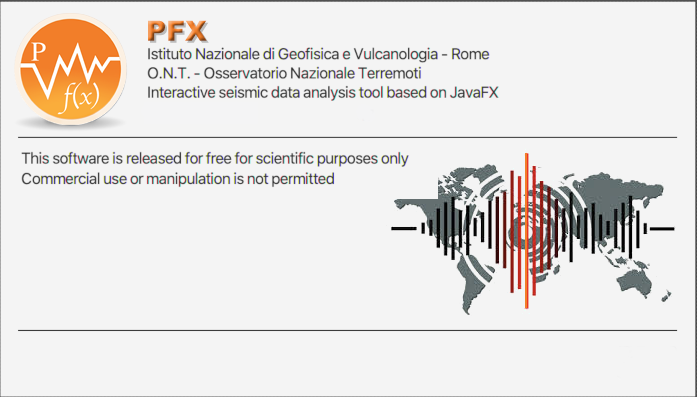 P
f(x)
PFX
Istituto Nazionale di Geofisica e Vulcanologia - Rome
O.N.T. - Osservatorio Nazionale Terremoti
Interactive seismic data analysis tool based on JavaFX
This software is released for free for scientific purposes only
Commercial use or manipulation is not permitted